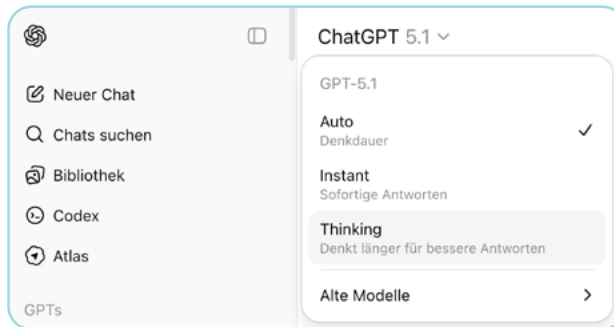 Neuer Chat
Chats suchen
Bibliothek
Codex
Atlas
GPTs
ChatGPT 5.1
GPT-5.1
Auto
Denkdauer
Instant
Sofortige Antworten
Thinking
Denkt länger für bessere Antworten
Alte Modelle